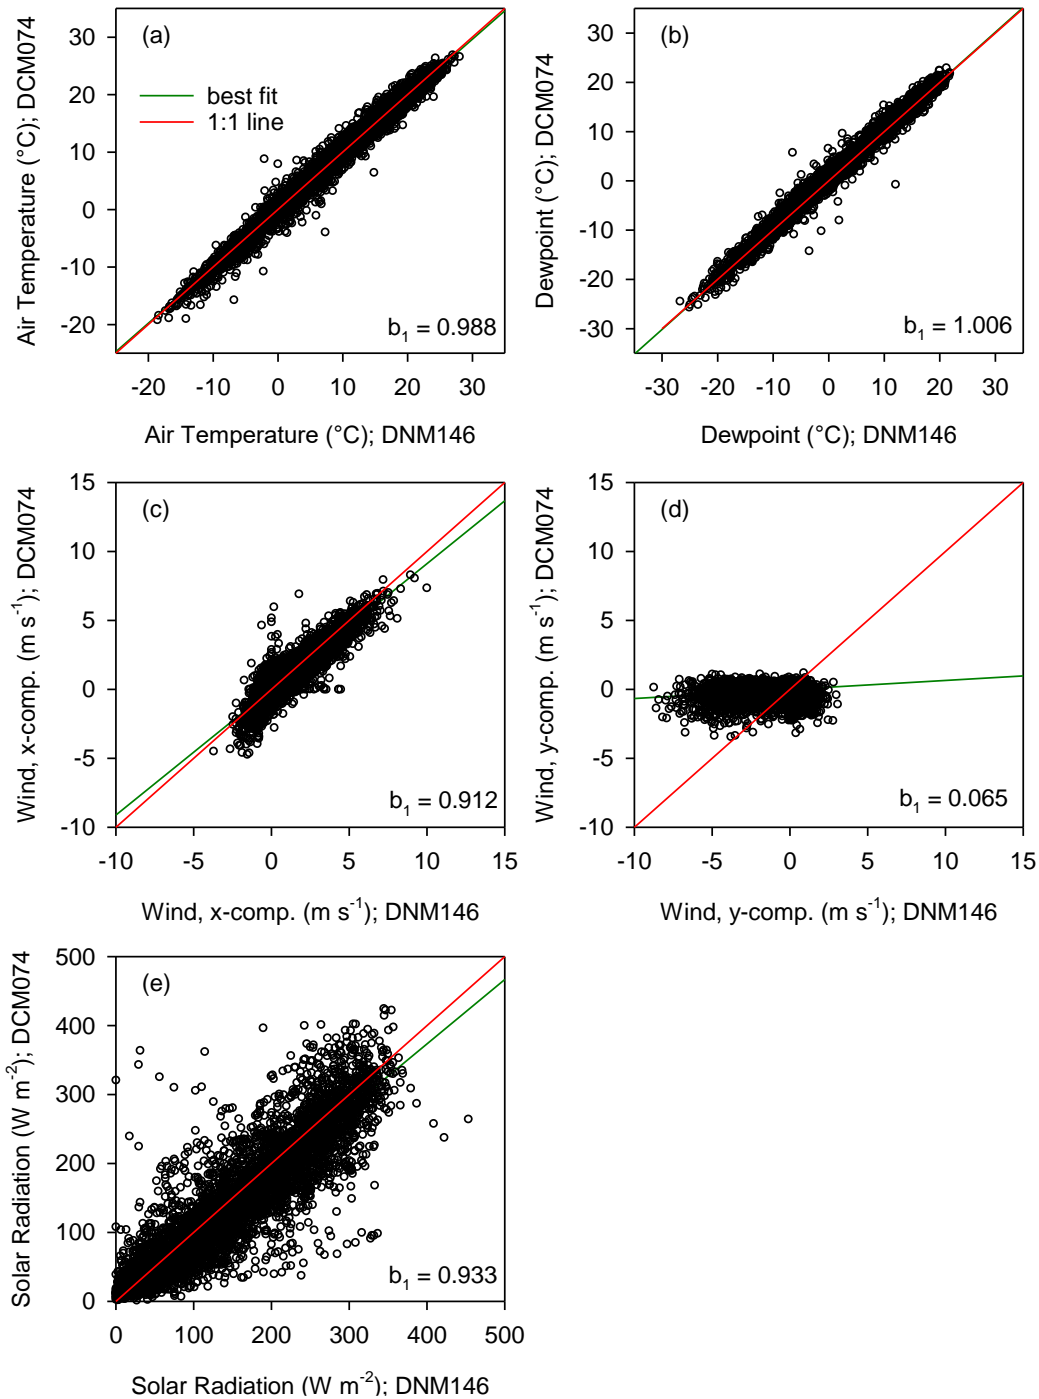 (a)
best fit
1:1 line
b1 = 0.988
30
20
10
0
-10
-20
-20 -10 0 10 20 30
Air Temperature (°C); DCM074
Air Temperature (°C); DNM146
(b)
b1 = 1.006
30
20
10
0
-10
-20
-30
-30 -20 -10 0 10 20 30
Dewpoint (°C); DCM074
Dewpoint (°C); DNM146
(c)
b1 = 0.912
15
10
5
0
-5
-10
-10 -5 0 5 10 15
Wind, x-comp. (m s-1); DCM074
Wind, x-comp. (m s-1); DNM146
(d)
b1 = 0.065
15
10
5
0
-5
-10
-10 -5 0 5 10 15
Wind, y-comp. (m s-1); DCM074
Wind, y-comp. (m s-1); DNM146
(e)
b1 = 0.933
500
400
300
200
100
0
0 100 200 300 400 500
Solar Radiation (W m-2); DCM074
Solar Radiation (W m-2); DNM146